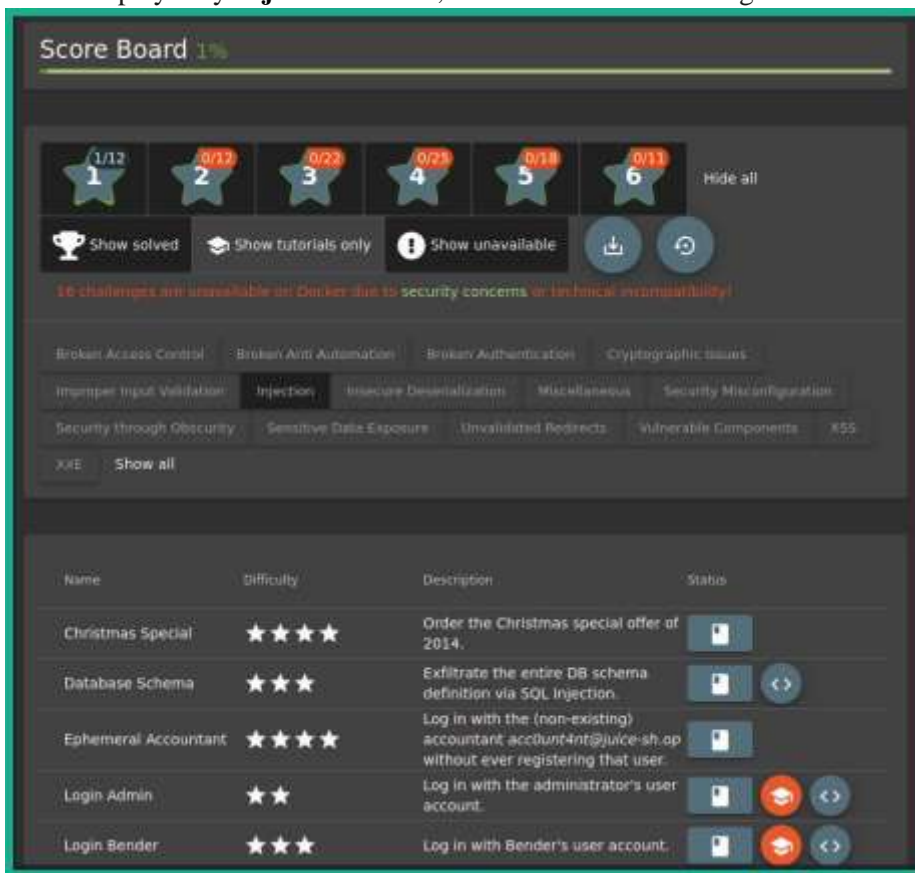 Score Board 1%
1/12 0/12 0/22 0/25 0/18 0/11
1 2 3 4 5 6 Hide all
Show solved Show tutorials only Show unavailable
challenges are unavailable on Docker due to security concerns or technical incompatibility!
Broken Access Control Broken Anti Automation Broken Authentication Cryptographic Issues
Improper Input Validation Injection Insecure Deserialization Miscellaneous Security Misconfiguration
Security through Obscurity Sensitive Data Exposure Unvalidated Redirects Vulnerable Components XSS
XXE Show all
Name Difficulty Description Status
Christmas Special Order the Christmas special offer of
2014.
Database Schema Exfiltrate the entire DB schema
definition via SQL Injection.
Log in with the (non-existing)
Ephemeral Accountant accountant acc0unt4nt@juice-sh.op
without ever registering that user.
Login Admin Log in with the administrator's user
account.
Login Bender Log in with Bender's user account.